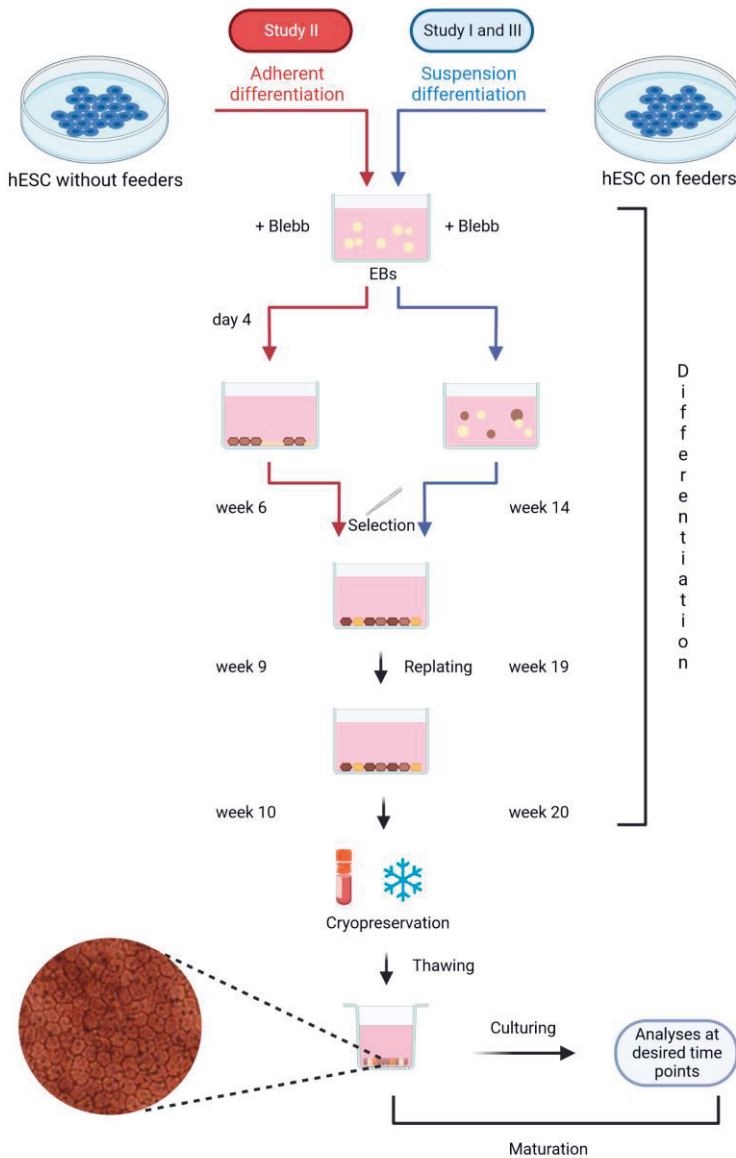 Study II
Study I and III
Adherent
differentiation
Suspension
differentiation
hESC without feeders
hESC on feeders
+ Blebb
+ Blebb
EBs
day 4
Differentiation
week 6
Selection
week 14
week 9
Replating
week 19
week 10
week 20
Cryopreservation
Thawing
Culturing
Analyses at
desired time
points
Maturation